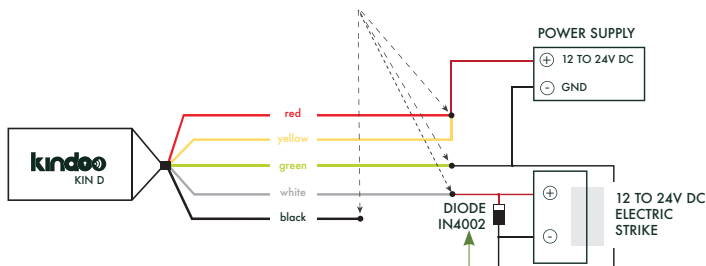 POWER SUPPLY
+ 12 TO 24V DC
- GND
red
yellow
green
white
black
kindoo
KIN D
DIODE
IN4002
+
-
12 TO 24V DC
ELECTRIC
STRIKE